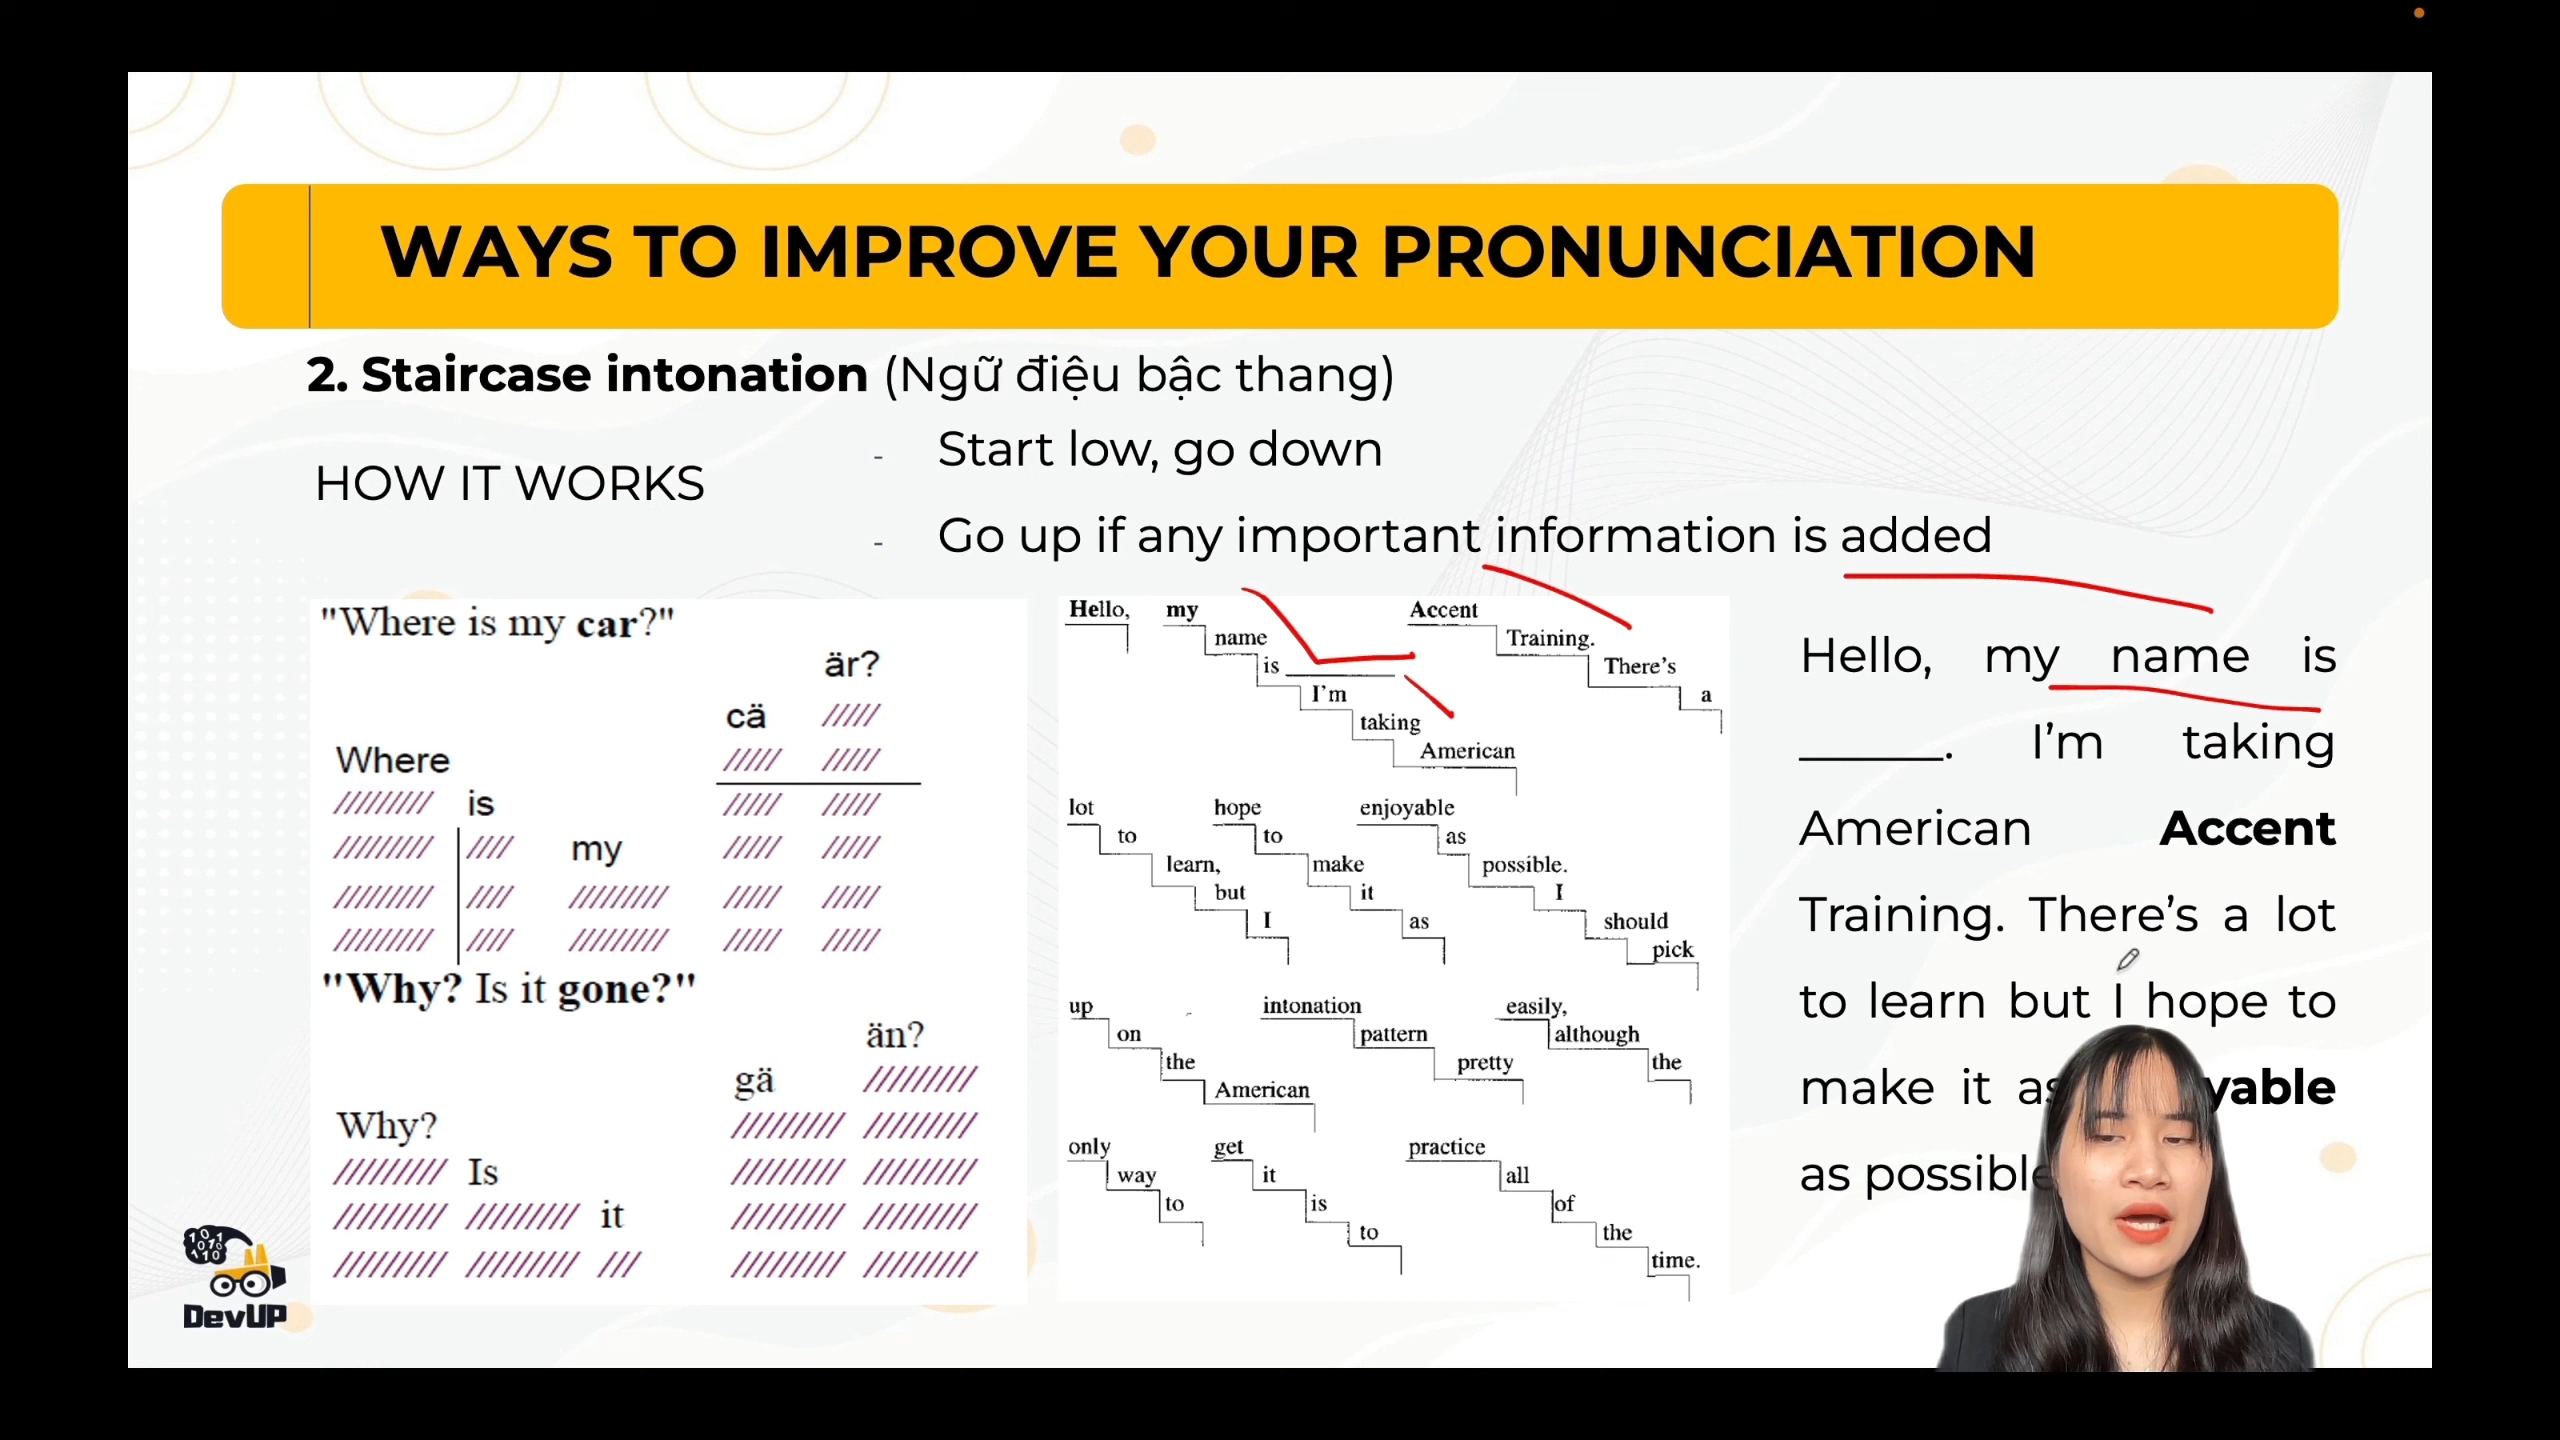 WAYS TO IMPROVE YOUR PRONUNCIATION
2. Staircase intonation (Ngữ điệu bậc thang)
HOW IT WORKS
- Start low, go down
- Go up if any important information is added
"Where is my car?"
är?
cä
Where
is
my
"Why? Is it gone?"
än?
gä
Why?
Is
it
Hello, my Accent
name Training.
is ______ There's
I'm a
taking
American
lot hope enjoyable
to to as
learn, make possible.
but it I
I as should
pick
up intonation easily,
on pattern although
the pretty the
American
only get practice
way it all
to is of
to the
time.
Hello, my name is
______. I'm taking
American Accent
Training. There's a lot
to learn but I hope to
make it as yable
as possible
DevUP